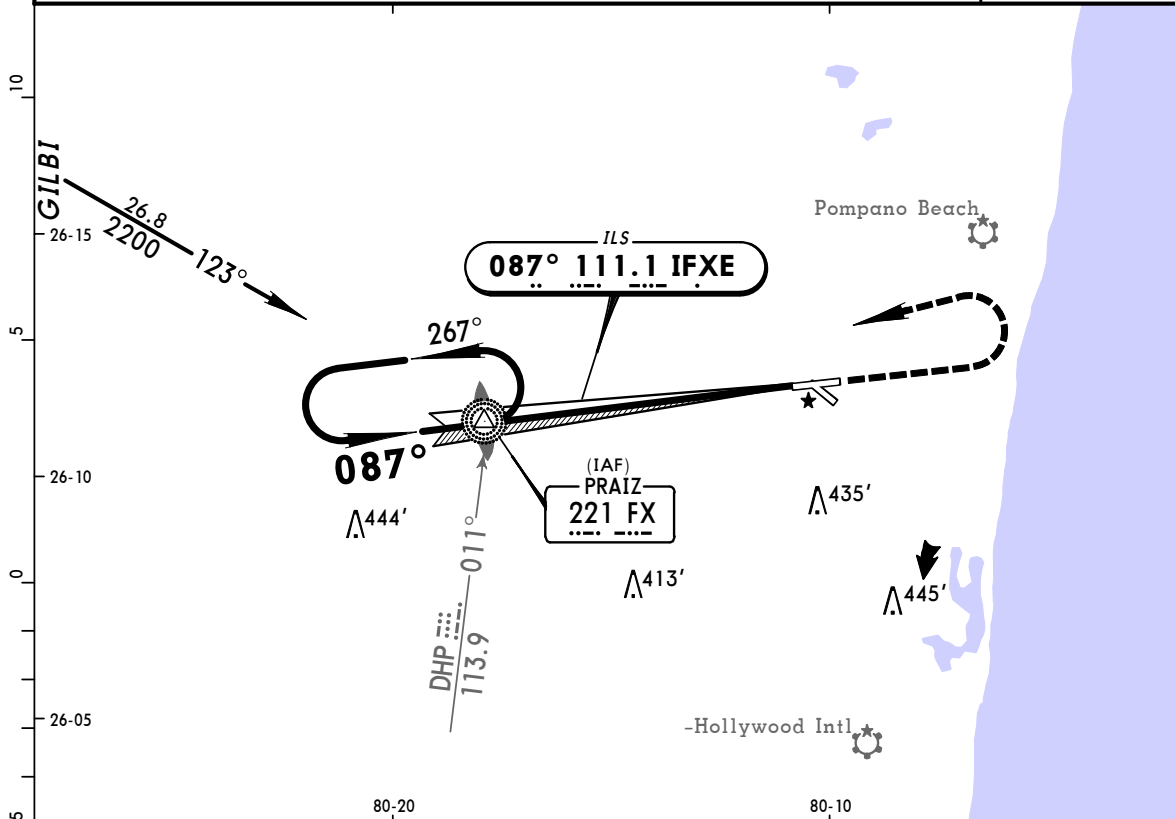 10
GILBI
26.8
2200
123°
26-15
Pompano Beach
ILS
087° 111.1 IFXE
5
267°
087°
26-10
(IAF)
PRAIZ
221 FX
444'
435'
413'
445'
011°
DHP
113.9
0
26-05
-Hollywood Intl
80-20
80-10